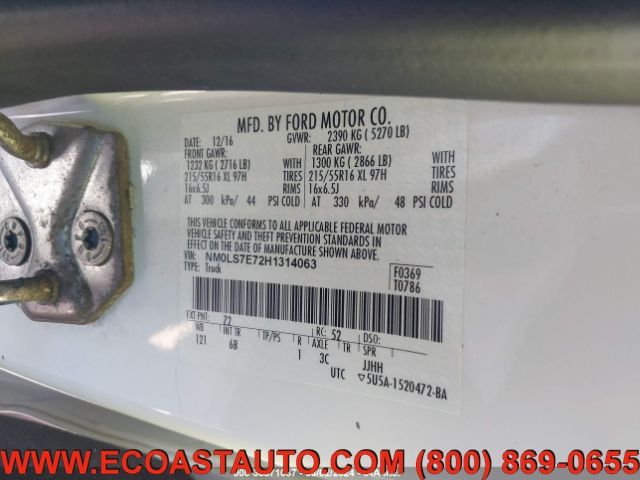 MFD. BY FORD MOTOR CO.
DATE: 12/16 GVWR: 2390 KG ( 5270 LB)
FRONT GAWR: REAR GAWR:
1232 KG ( 2716 LB) WITH 1300 KG ( 2866 LB) WITH
215/55R16 XL 97H TIRES 215/55R16 XL 97H TIRES
16x6.5J RIMS 16x6.5J RIMS
AT 300 kPa/ 44 PSI COLD AT 330 kPa/ 48 PSI COLD
THIS VEHICLE CONFORMS TO ALL APPLICABLE FEDERAL MOTOR
VEHICLE SAFETY AND THEFT PREVENTION STANDARDS IN
EFFECT ON THE DATE OF MANUFACTURE SHOWN ABOVE.
VIN: NM0LS7E72H1314063
TYPE: Truck
F0369
T0786
EXT PNT: Z2 RC: 52 DSO:
WB INT TR TP/PS R AXLE TR SPR
121 6B 1 3C JJHH
UTC ▽5U5A-1520472-BA
WWW.ECOASTAUTO.COM (800) 869-0655